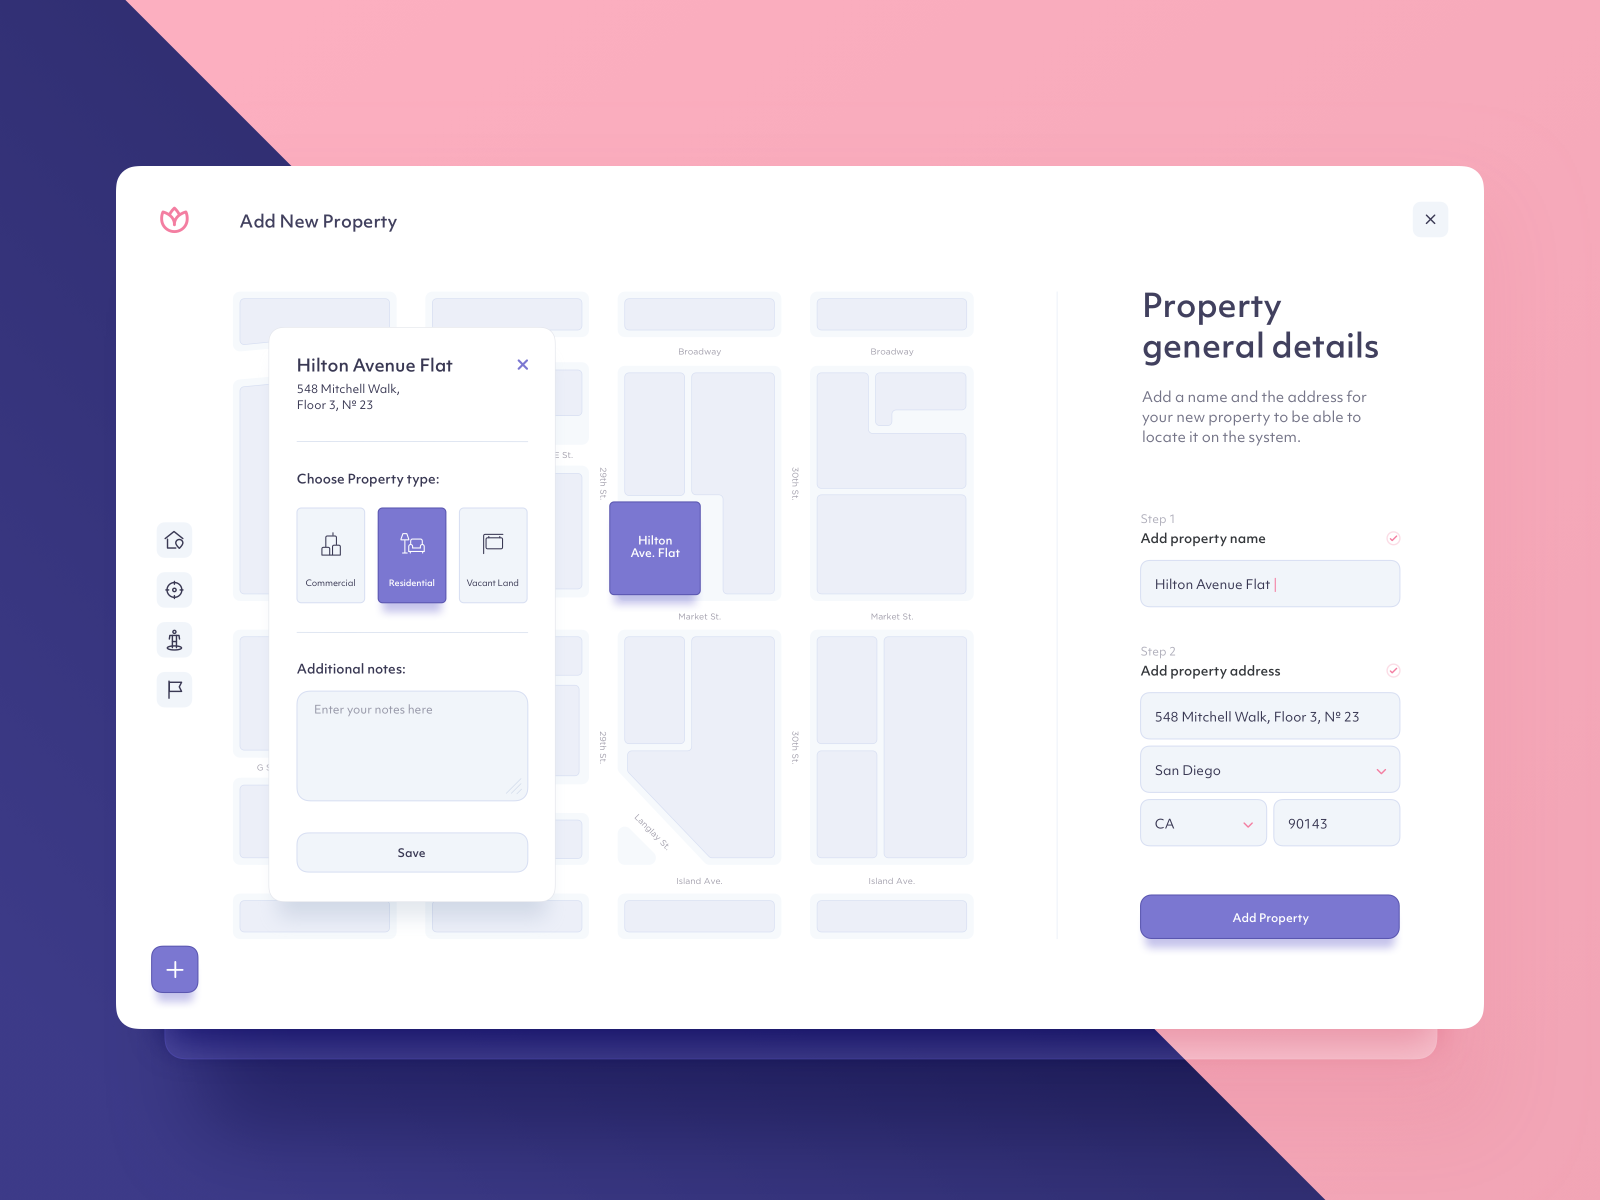 Add New Property
Broadway
Broadway
Hilton Avenue Flat
548 Mitchell Walk,
Floor 3, Nº 23
Choose Property type:
Commercial
Residential
Vacant Land
Additional notes:
Enter your notes here
Save
E St.
29th St.
30th St.
Hilton
Ave. Flat
Market St.
Market St.
G S
29th St.
30th St.
Langlay St.
Island Ave.
Island Ave.
Property
general details
Add a name and the address for
your new property to be able to
locate it on the system.
Step 1
Add property name
Hilton Avenue Flat
Step 2
Add property address
548 Mitchell Walk, Floor 3, Nº 23
San Diego
CA
90143
Add Property